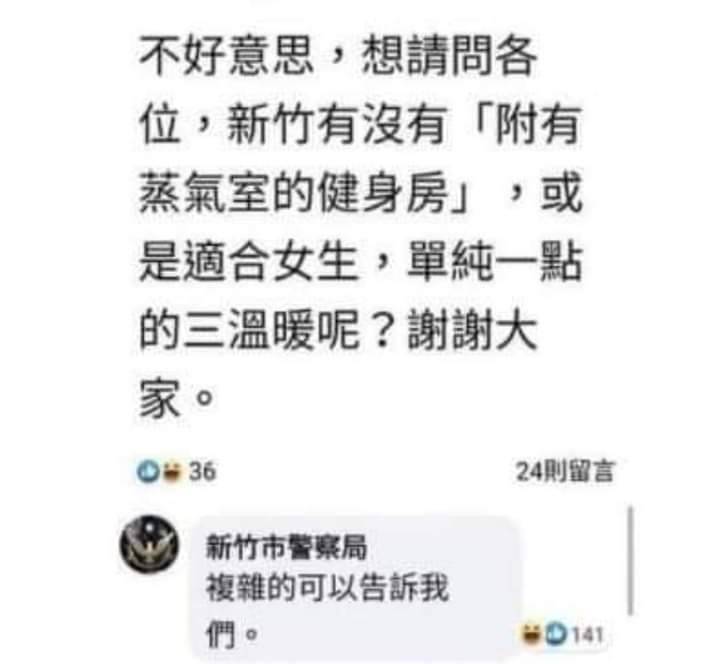 不好意思，想請問各
位，新竹有沒有「附有
蒸氣室的健身房」，或
是適合女生，單純一點
的三溫暖呢？謝謝大
家。
36
24則留言
新竹市警察局
複雜的可以告訴我
們。
141